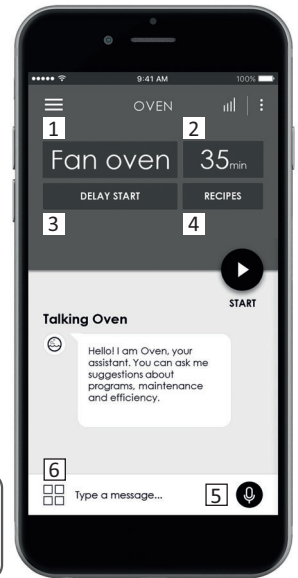 9:41 AM 100%
OVEN
1 2
Fan oven 35min
DELAY START RECIPES
3 4
START
Talking Oven
Hello! I am Oven, your
assistant. You can ask me
suggestions about
programs, maintenance
and efficiency.
6
Type a message... 5